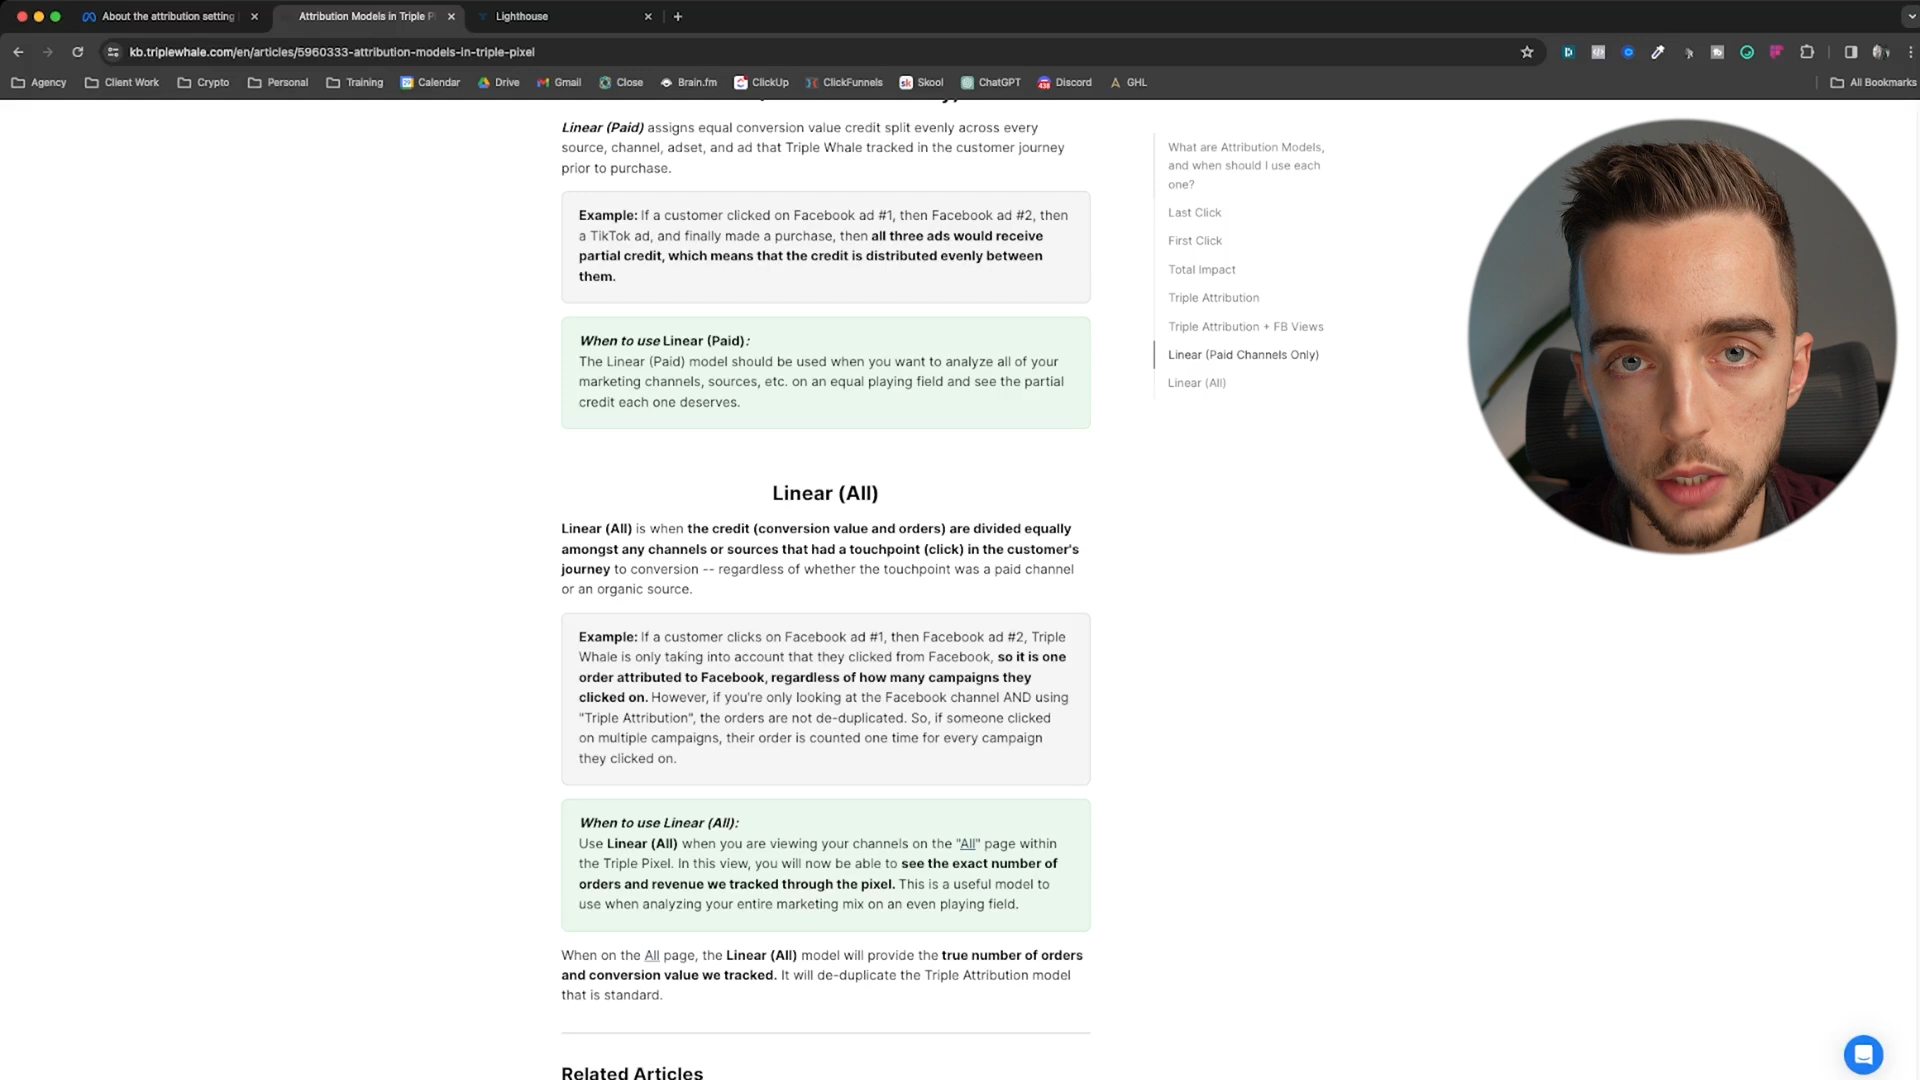 About the attribution setting
Attribution Models in Triple P
Lighthouse
kb.triplewhale.com/en/articles/5960333-attribution-models-in-triple-pixel
Agency
Client Work
Crypto
Personal
Training
Calendar
Drive
Gmail
Close
Brain.fm
ClickUp
ClickFunnels
sk Skool
ChatGPT
438 Discord
GHL
All Bookmarks
Linear (Paid) assigns equal conversion value credit split evenly across every
source, channel, adset, and ad that Triple Whale tracked in the customer journey
prior to purchase.
Example: If a customer clicked on Facebook ad #1, then Facebook ad #2, then
a TikTok ad, and finally made a purchase, then all three ads would receive
partial credit, which means that the credit is distributed evenly between
them.
When to use Linear (Paid):
The Linear (Paid) model should be used when you want to analyze all of your
marketing channels, sources, etc. on an equal playing field and see the partial
credit each one deserves.
Linear (All)
Linear (All) is when the credit (conversion value and orders) are divided equally
amongst any channels or sources that had a touchpoint (click) in the customer's
journey to conversion -- regardless of whether the touchpoint was a paid channel
or an organic source.
Example: If a customer clicks on Facebook ad #1, then Facebook ad #2, Triple
Whale is only taking into account that they clicked from Facebook, so it is one
order attributed to Facebook, regardless of how many campaigns they
clicked on. However, if you're only looking at the Facebook channel AND using
"Triple Attribution", the orders are not de-duplicated. So, if someone clicked
on multiple campaigns, their order is counted one time for every campaign
they clicked on.
When to use Linear (All):
Use Linear (All) when you are viewing your channels on the "All" page within
the Triple Pixel. In this view, you will now be able to see the exact number of
orders and revenue we tracked through the pixel. This is a useful model to
use when analyzing your entire marketing mix on an even playing field.
When on the All page, the Linear (All) model will provide the true number of orders
and conversion value we tracked. It will de-duplicate the Triple Attribution model
that is standard.
Related Articles
What are Attribution Models,
and when should I use each
one?
Last Click
First Click
Total Impact
Triple Attribution
Triple Attribution + FB Views
Linear (Paid Channels Only)
Linear (All)